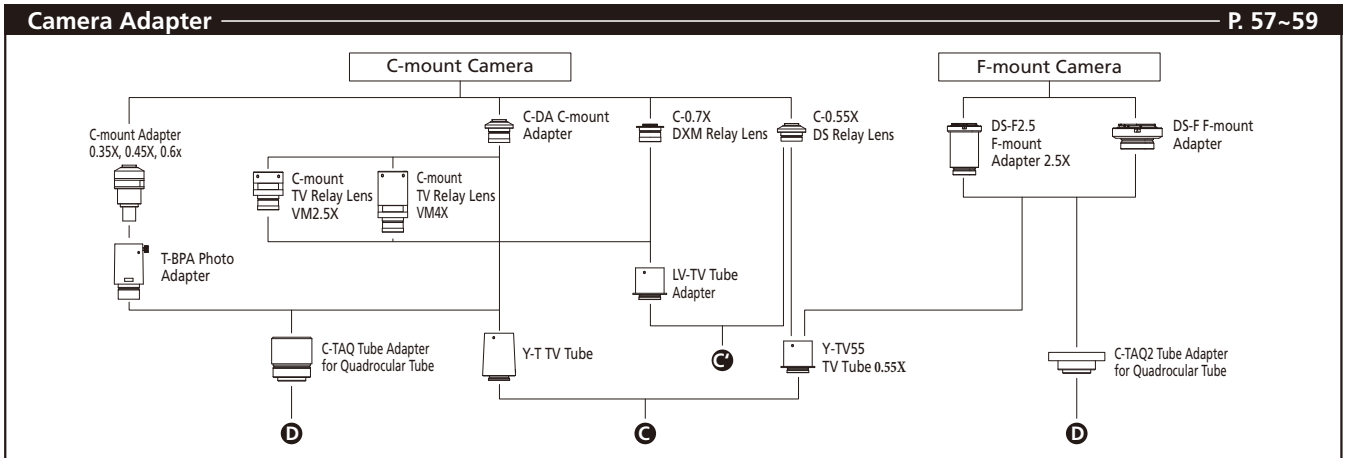 Camera Adapter P. 57~59
C-mount Camera
F-mount Camera
C-mount Adapter
0.35X, 0.45X, 0.6x
C-DA C-mount
Adapter
C-0.7X
DXM Relay Lens
C-0.55X
DS Relay Lens
DS-F2.5
F-mount
Adapter 2.5X
DS-F F-mount
Adapter
C-mount
TV Relay Lens
VM2.5X
C-mount
TV Relay Lens
VM4X
T-BPA Photo
Adapter
LV-TV Tube
Adapter
C-TAQ Tube Adapter
for Quadrocular Tube
Y-T TV Tube
C'
Y-TV55
TV Tube 0.55X
C-TAQ2 Tube Adapter
for Quadrocular Tube
D
C
D